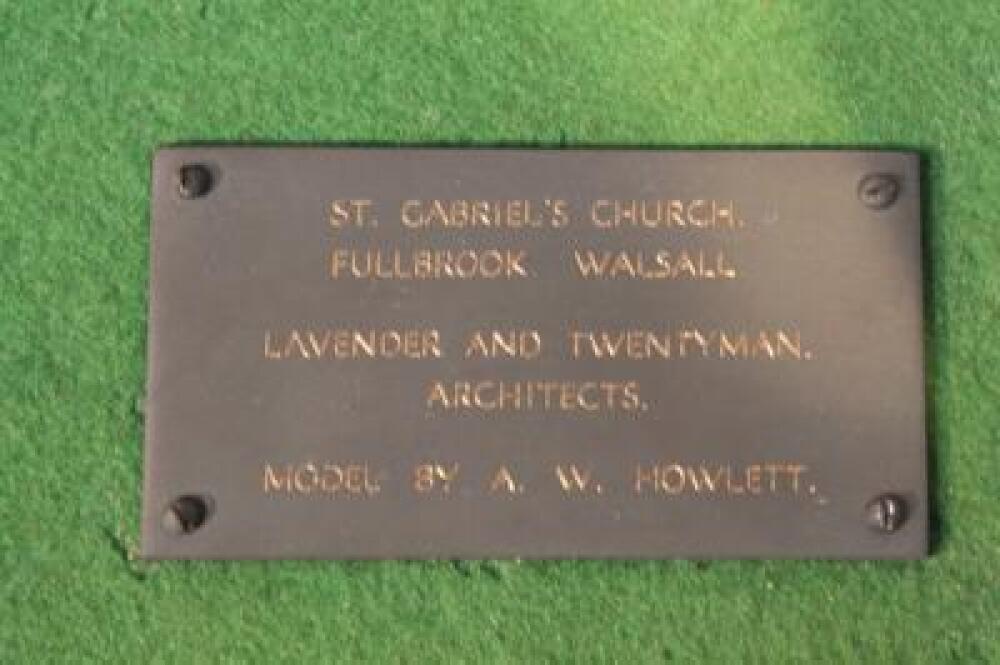 ST. GABRIEL'S CHURCH.
FULLBROOK WALSALL
LAVENDER AND TWENTYMAN.
ARCHITECTS.
MODEL BY A. W. HOWLETT.